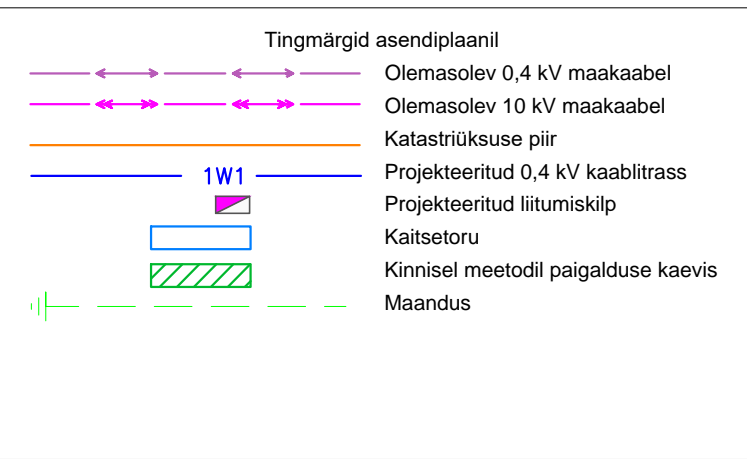 Tingmärgid asendiplaanil
Olemasolev 0,4 kV maakaabel
Olemasolev 10 kV maakaabel
Katastriüksuse piir
1W1 Projekteeritud 0,4 kV kaablitrass
Projekteeritud liitumiskilp
Kaitsetoru
Kinnisel meetodil paigalduse kaevis
Maandus